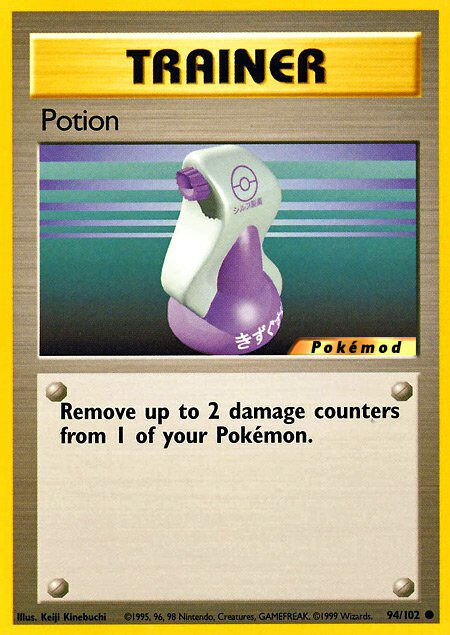 TRAINER
Potion
シルフ製薬
きずぐす
Pokémod
Remove up to 2 damage counters
from 1 of your Pokémon.
Illus. Keiji Kinebuchi ©1995, 96, 98 Nintendo, Creatures, GAMEFREAK. ©1999 Wizards. 94/102